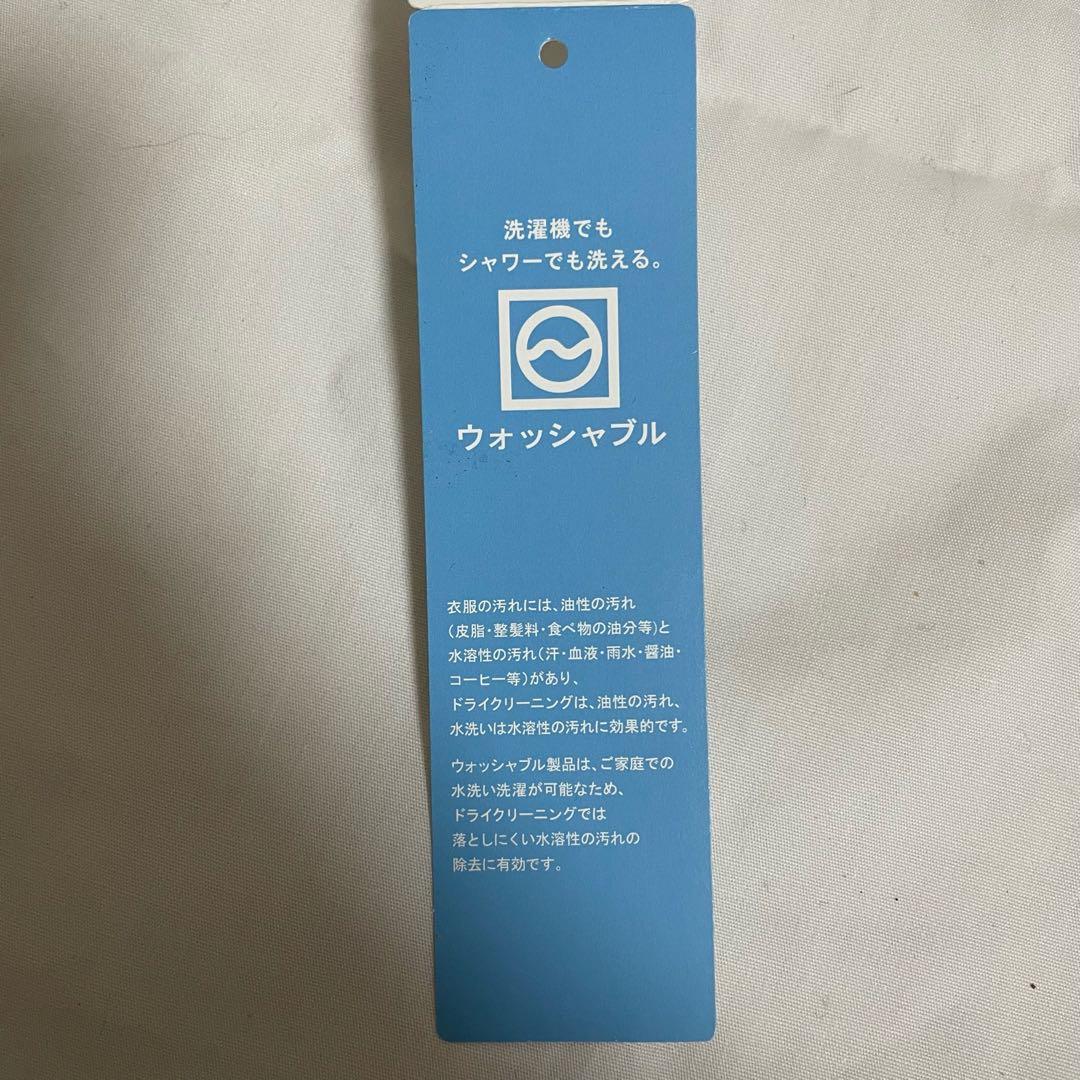 洗濯機でも
シャワーでも洗える。
ウォッシャブル
衣服の汚れには、油性の汚れ
(皮脂・整髪料・食べ物の油分等)と
水溶性の汚れ(汗・血液・雨水・醤油・
コーヒー等)があり、
ドライクリーニングは、油性の汚れ、
水洗いは水溶性の汚れに効果的です。
ウォッシャブル製品は、ご家庭での
水洗い洗濯が可能なため、
ドライクリーニングでは
落としにくい水溶性の汚れの
除去に有効です。